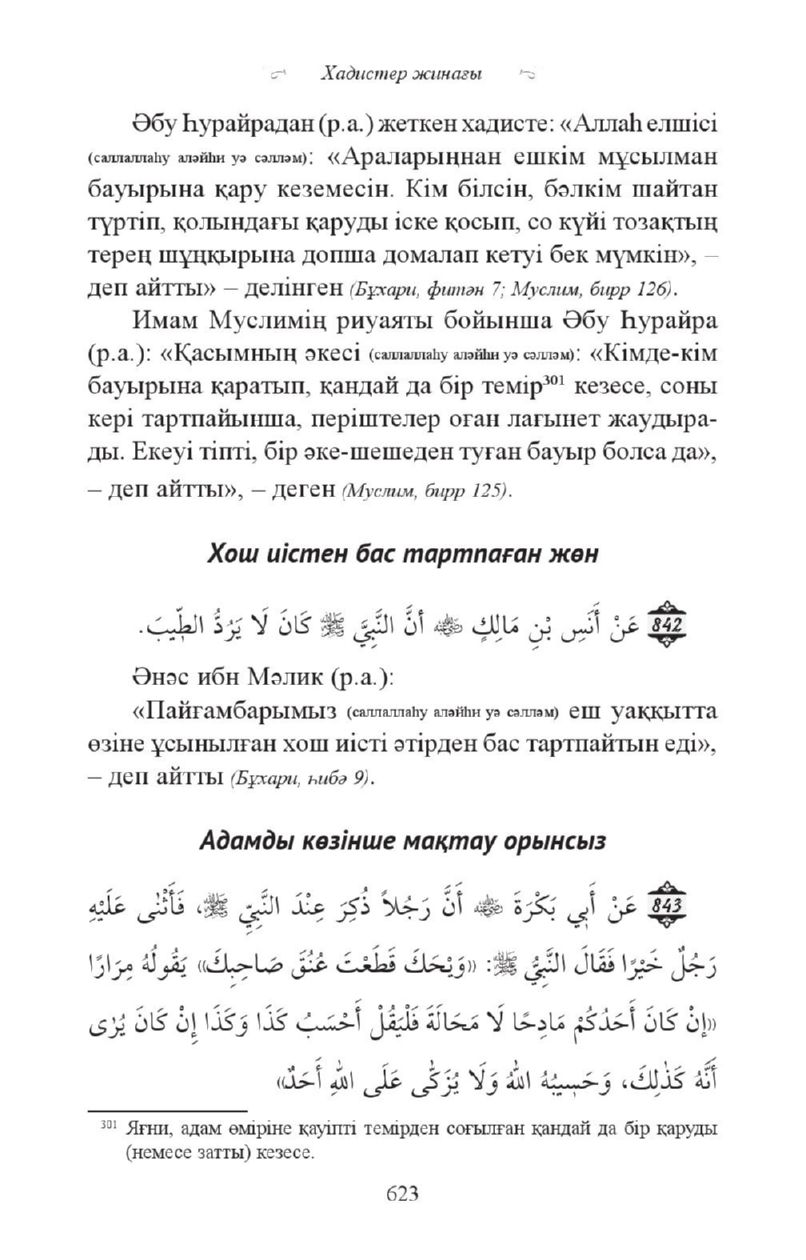 Хадистер жинағы
Әбу Һурайрадан (р.а.) жеткен хадисте: «Аллаһ елшісі
(саллаллаһу аләйһи уә сәлләм): «Араларыңнан ешкім мұсылман
бауырына қару кеземесін. Кім білсін, бәлкім шайтан
түртіп, қолындағы қаруды іске қосып, со күйі тозақтың
терең шұңқырына допша домалап кетуі бек мүмкін», –
деп айтты» – делінген (Бұхари, фитән 7; Муслим, бирр 126).
Имам Муслимің риуаяты бойынша Әбу Һурайра
(р.а.): «Қасымның әкесі (саллаллаһу аләйһи уә сәлләм): «Кімде-кім
бауырына қаратып, қандай да бір темір³⁰¹ кезесе, соны
кері тартпайынша, періштелер оған лағынет жаудыра-
ды. Екеуі тіпті, бір әке-шешеден туған бауыр болса да»,
– деп айтты», – деген (Муслим, бирр 125).
Хош иістен бас тартпаған жөн
842 عَنْ أَنَسِ بْنِ مَالِكٍ ﷺ أَنَّ النَّبِيَّ ﷺ كَانَ لَا يَرُدُّ الطِّيبَ.
Әнәс ибн Мәлик (р.а.):
«Пайғамбарымыз (саллаллаһу аләйһи уә сәлләм) еш уаққытта
өзіне ұсынылған хош иісті әтірден бас тартпайтын еді»,
– деп айтты (Бұхари, һибә 9).
Адамды көзінше мақтау орынсыз
843 عَنْ أَبِي بَكْرَةَ أَنَّ رَجُلاً ذُكِرَ عِنْدَ النَّبِيِّ ﷺ، فَأَثْنٰى عَلَيْهِ
رَجُلٌ خَيْرًا فَقَالَ النَّبِيُّ ﷺ: «وَيْحَكَ قَطَعْتَ عُنُقَ صَاحِبِكَ» يَقُولُهُ مِرَارًا
«إِنْ كَانَ أَحَدُكُمْ مَادِحًا لَا مَحَالَةَ فَلْيَقُلْ أَحْسَبُ كَذَا وَكَذَا إِنْ كَانَ يُرٰى
أَنَّهُ كَذٰلِكَ، وَحَسِيبُهُ اللهُ وَلَا يُزَكّٰى عَلَى اللهِ أَحَدٌ»
³⁰¹ Яғни, адам өміріне қауіпті темірден соғылған қандай да бір қаруды
(немесе затты) кезесе.
623